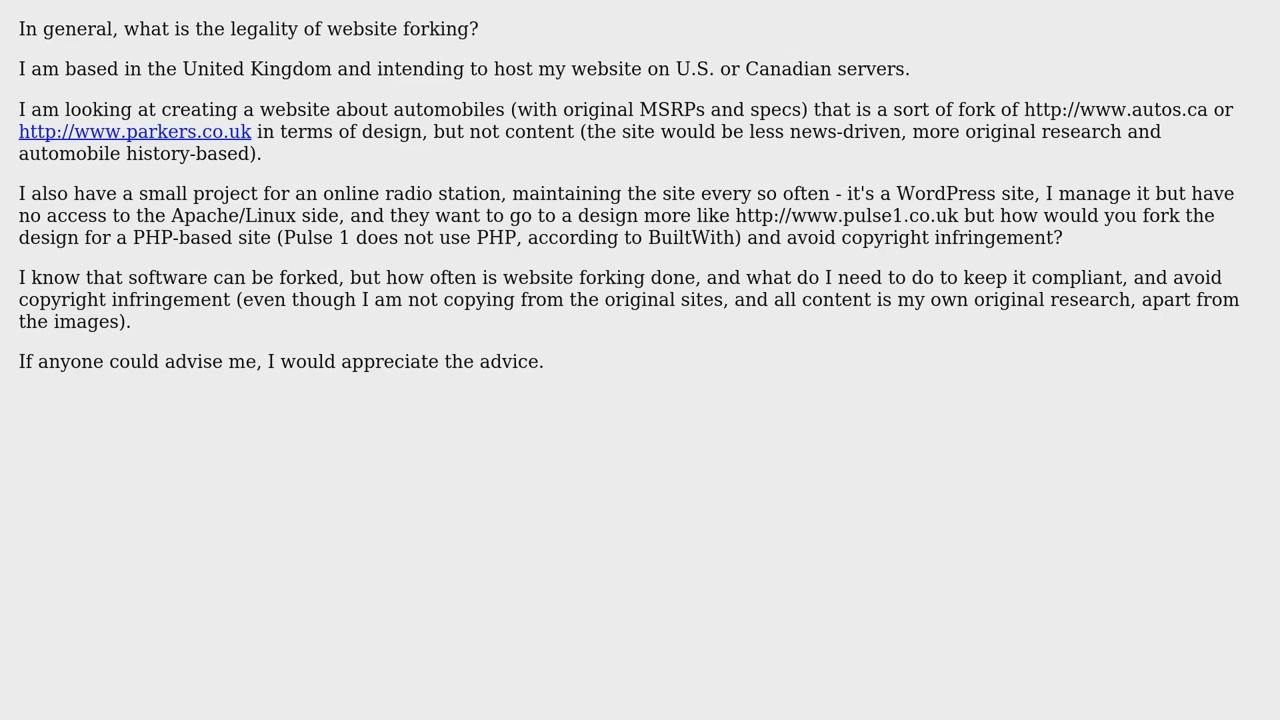 In general, what is the legality of website forking?
I am based in the United Kingdom and intending to host my website on U.S. or Canadian servers.
I am looking at creating a website about automobiles (with original MSRPs and specs) that is a sort of fork of http://www.autos.ca or
http://www.parkers.co.uk in terms of design, but not content (the site would be less news-driven, more original research and
automobile history-based).
I also have a small project for an online radio station, maintaining the site every so often - it's a WordPress site, I manage it but have
no access to the Apache/Linux side, and they want to go to a design more like http://www.pulse1.co.uk but how would you fork the
design for a PHP-based site (Pulse 1 does not use PHP, according to BuiltWith) and avoid copyright infringement?
I know that software can be forked, but how often is website forking done, and what do I need to do to keep it compliant, and avoid
copyright infringement (even though I am not copying from the original sites, and all content is my own original research, apart from
the images).
If anyone could advise me, I would appreciate the advice.